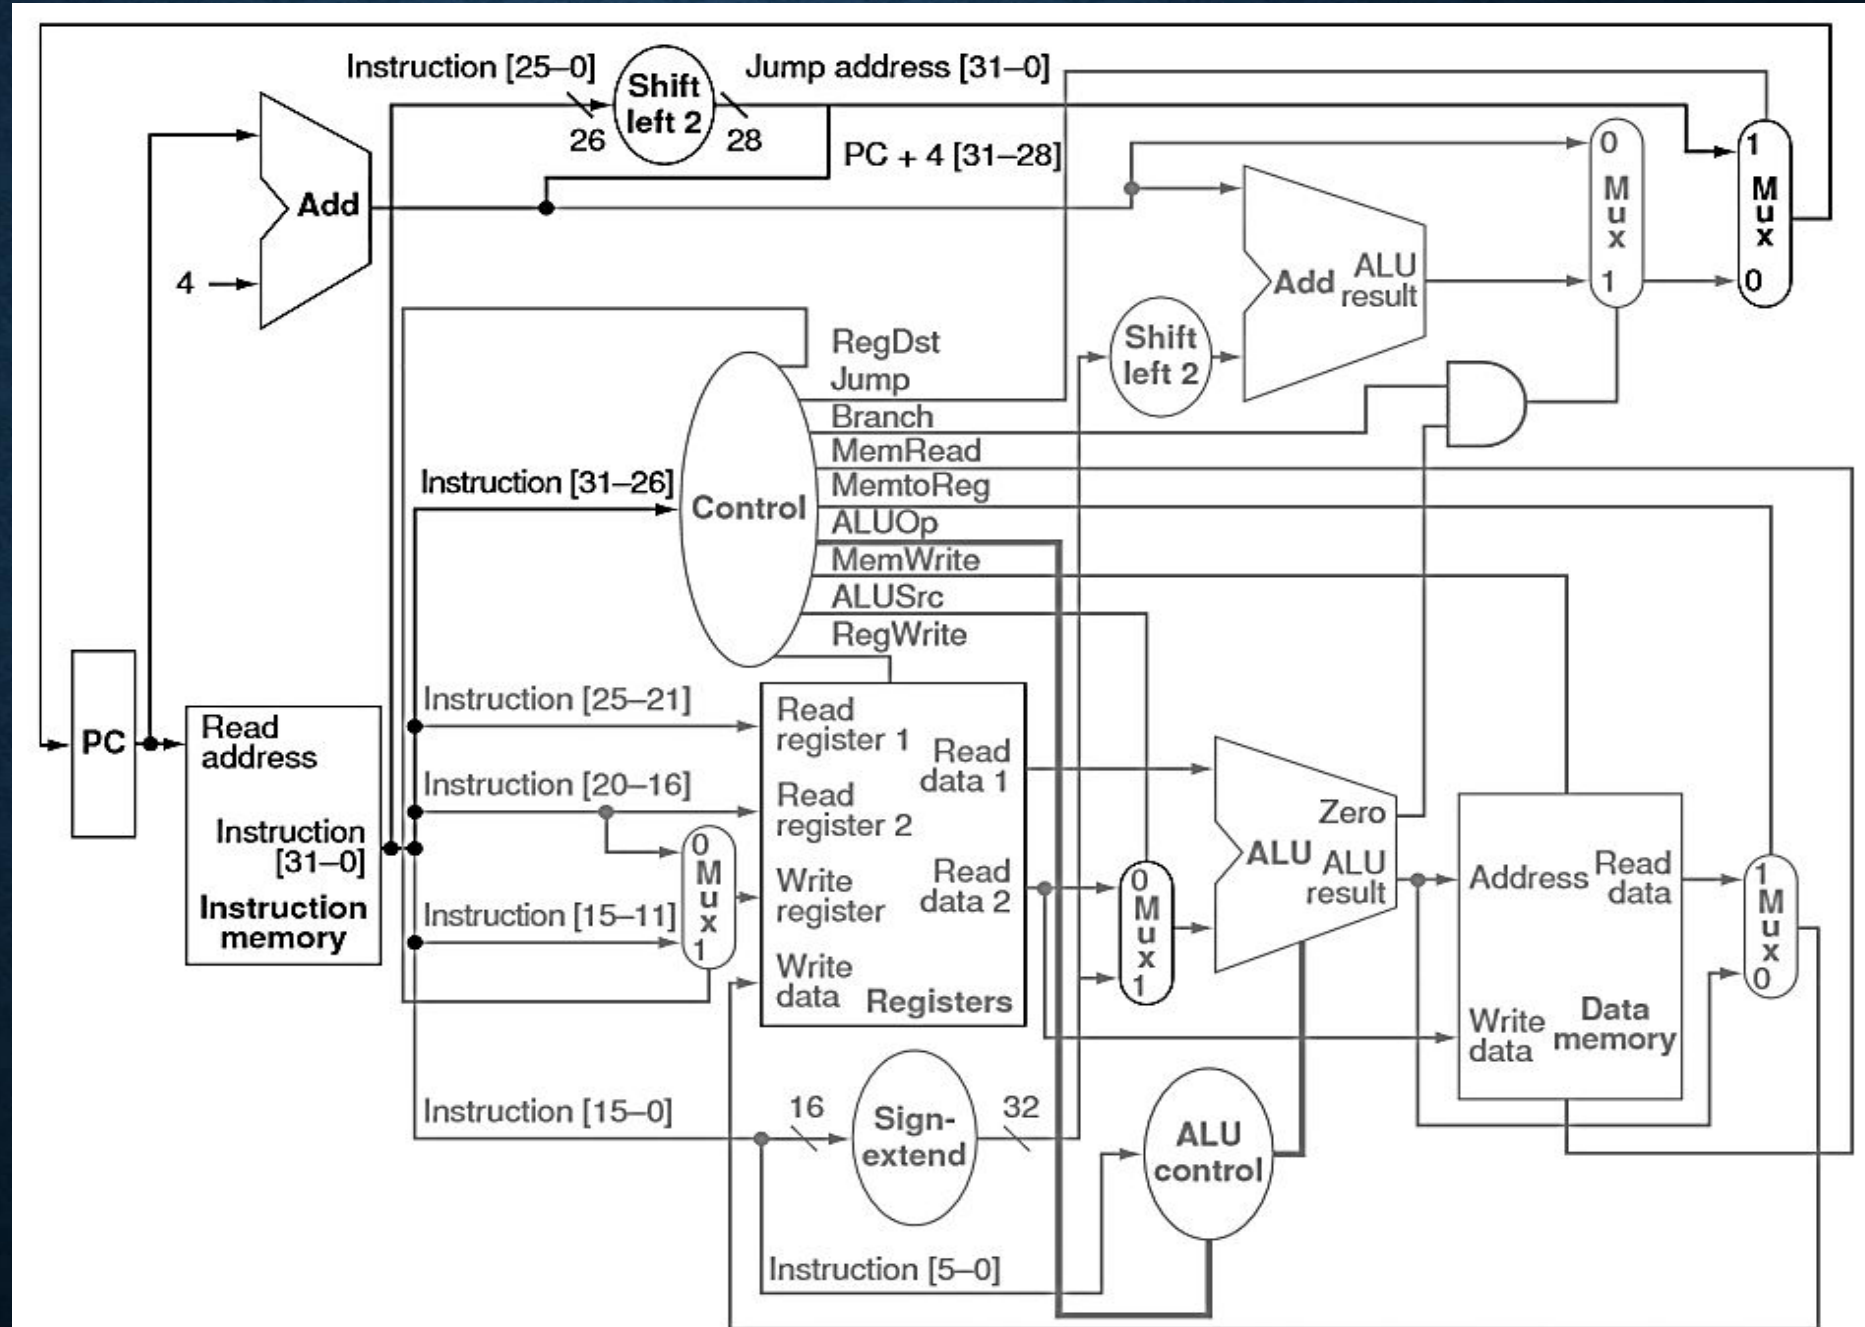 Instruction [25–0]
Shift
left 2
Jump address [31–0]
26
28
PC + 4 [31–28]
Add
4
0
M
u
x
1
1
M
u
x
0
Add
ALU
result
Shift
left 2
RegDst
Jump
Branch
MemRead
MemtoReg
ALUOp
MemWrite
ALUSrc
RegWrite
Instruction [31–26]
Control
PC
Read
address
Instruction
[31–0]
Instruction
memory
Instruction [25–21]
Instruction [20–16]
Instruction [15–11]
0
M
u
x
1
Read
register 1
Read
register 2
Write
register
Write
data
Read
data 1
Read
data 2
Registers
0
M
u
x
1
Zero
ALU
ALU
result
Address
Read
data
Write
data
Data
memory
1
M
u
x
0
Instruction [15–0]
16
Sign-
extend
32
ALU
control
Instruction [5–0]